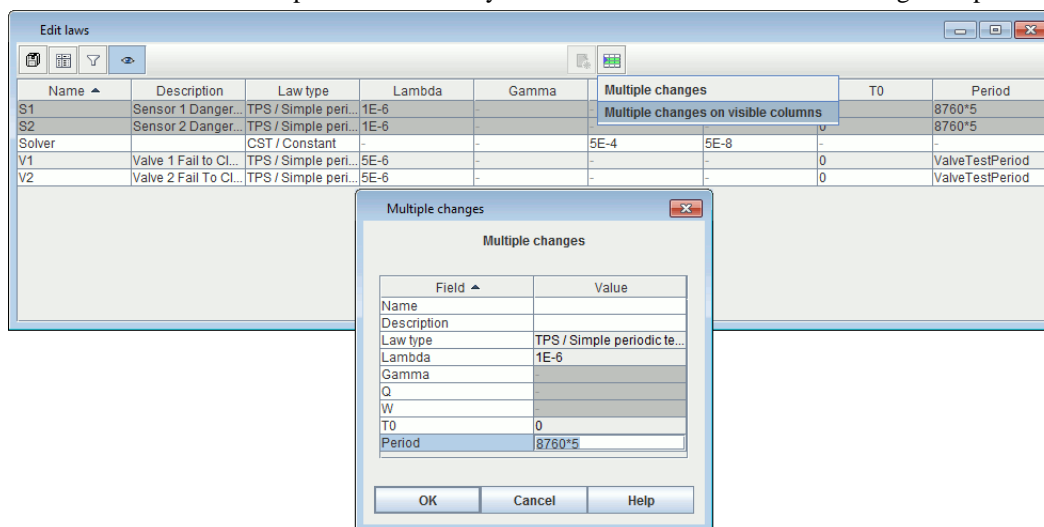 Edit laws
Name Description Law type Lambda Gamma Multiple changes T0 Period
S1 Sensor 1 Danger... TPS / Simple peri... 1E-6 - 8760*5
Multiple changes on visible columns
S2 Sensor 2 Danger... TPS / Simple peri... 1E-6 - - - 0 8760*5
Solver CST / Constant - - 5E-4 5E-8 - -
V1 Valve 1 Fail to Cl... TPS / Simple peri... 5E-6 - - - 0 ValveTestPeriod
V2 Valve 2 Fail To Cl... TPS / Simple peri... 5E-6 - - - 0 ValveTestPeriod
Multiple changes
Multiple changes
Field Value
Name
Description
Law type TPS / Simple periodic te...
Lambda 1E-6
Gamma -
Q -
W -
T0 0
Period 8760*5
OK Cancel Help